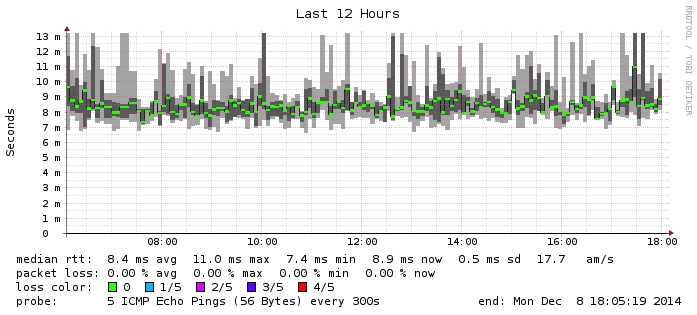 Last 12 Hours
RRDTOOL / TOBI OETIKER
Seconds
13 m
12 m
11 m
10 m
9 m
8 m
7 m
6 m
5 m
4 m
3 m
2 m
1 m
0
08:00 10:00 12:00 14:00 16:00 18:00
median rtt: 8.4 ms avg 11.0 ms max 7.4 ms min 8.9 ms now 0.5 ms sd 17.7 am/s
packet loss: 0.00 % avg 0.00 % max 0.00 % min 0.00 % now
loss color: 0 1/5 2/5 3/5 4/5
probe: 5 ICMP Echo Pings (56 Bytes) every 300s end: Mon Dec 8 18:05:19 2014